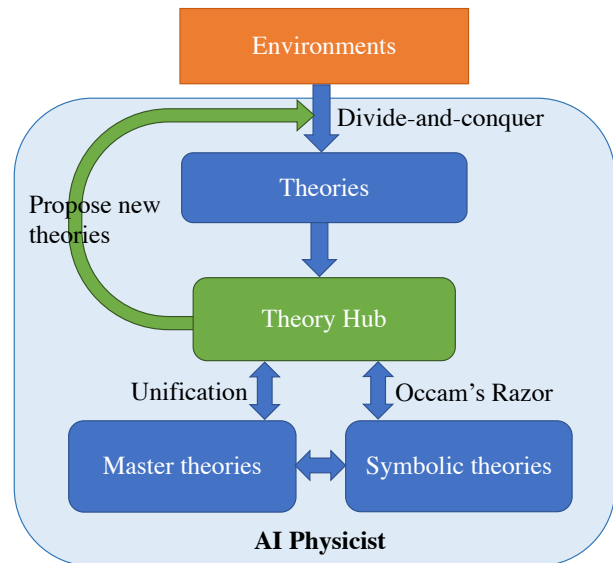 Environments
Divide-and-conquer
Theories
Propose new
theories
Theory Hub
Unification
Occam's Razor
Master theories
Symbolic theories
AI Physicist